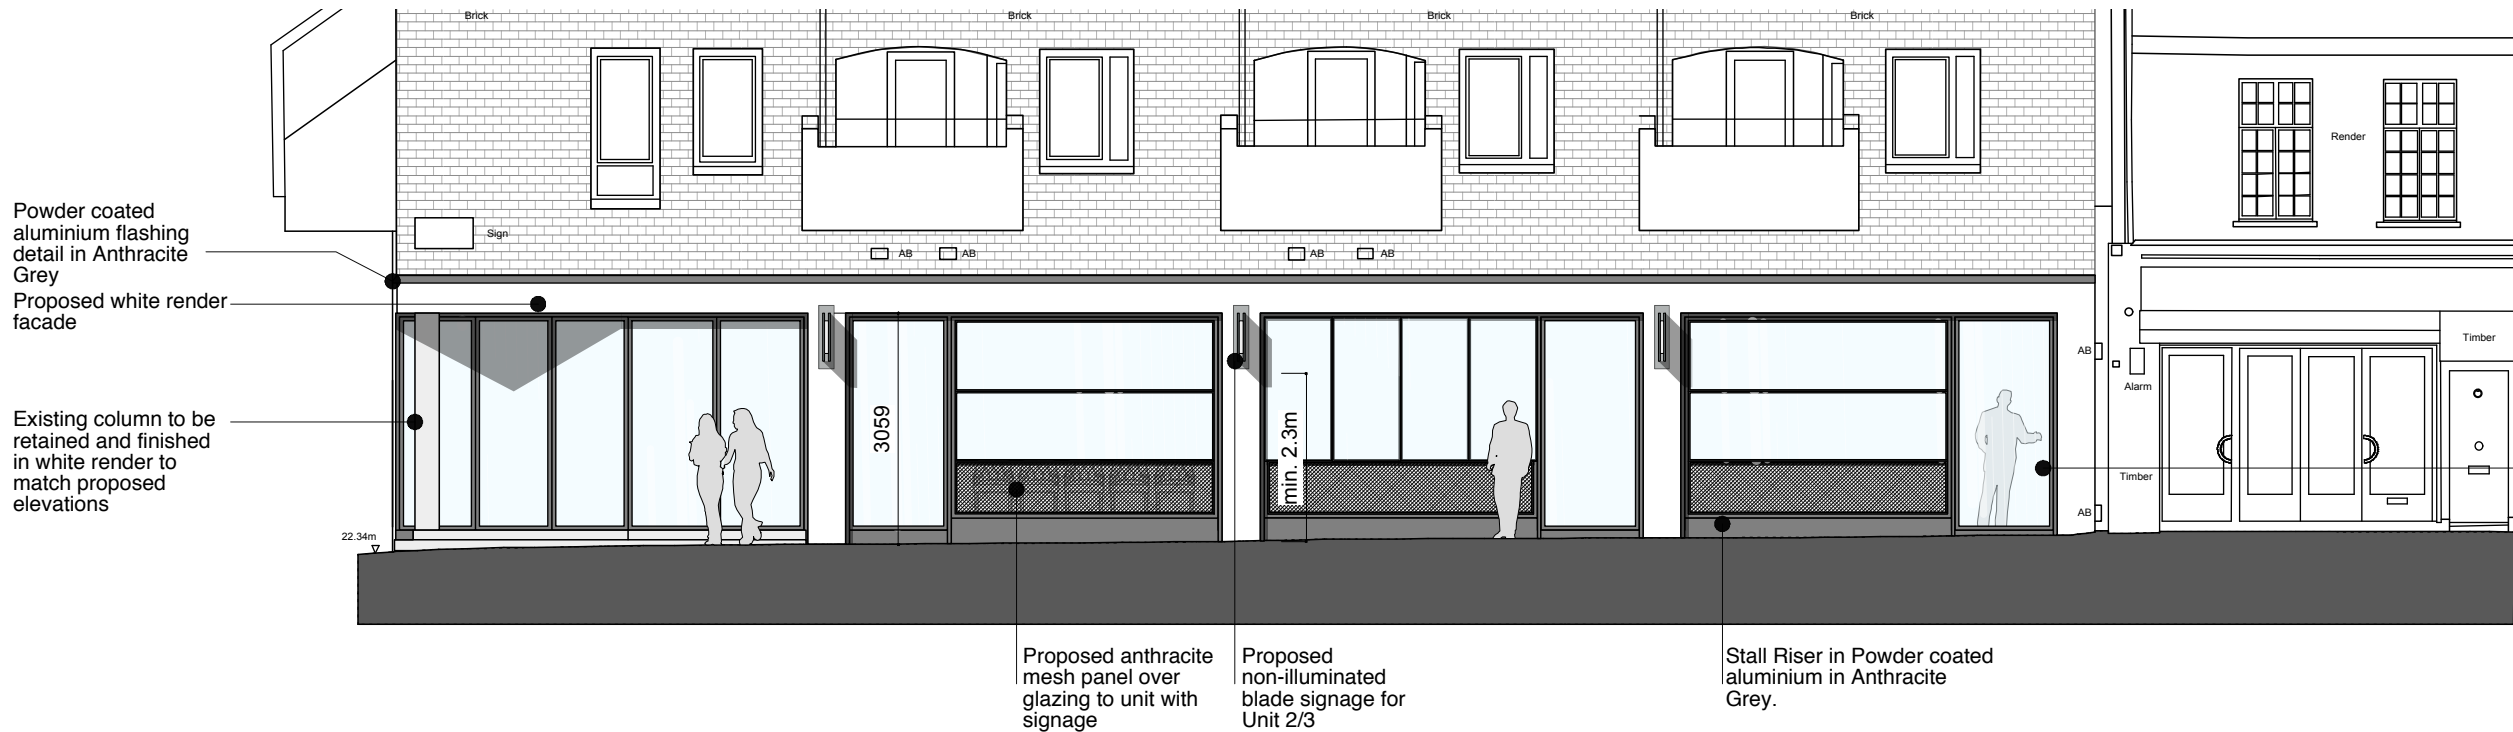 Brick
Brick
Brick
Brick
Render
Sign
AB
AB
AB
AB
Powder coated
aluminium flashing
detail in Anthracite
Grey
Proposed white render
facade
Existing column to be
retained and finished
in white render to
match proposed
elevations
22.34m
3059
min. 2.3m
AB
AB
Alarm
Timber
Timber
Proposed anthracite
mesh panel over
glazing to unit with
signage
Proposed
non-illuminated
blade signage for
Unit 2/3
Stall Riser in Powder coated
aluminium in Anthracite
Grey.